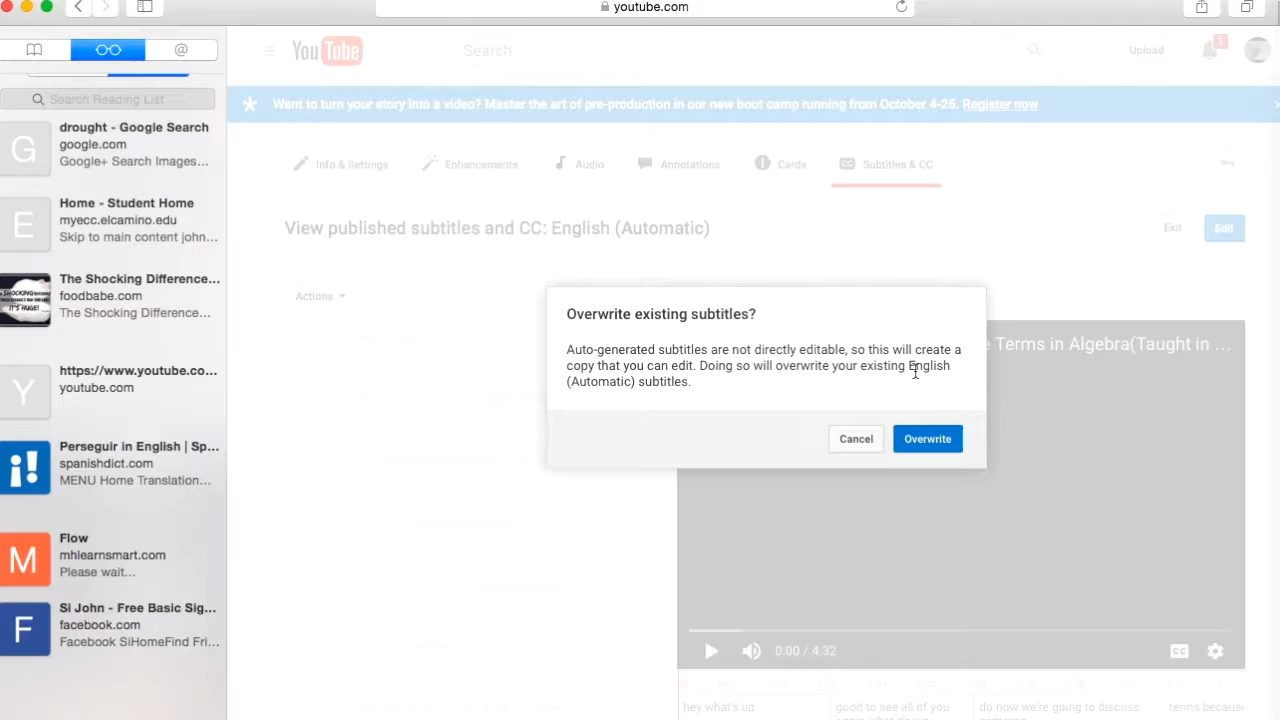 youtube.com
@
YouTube
Search
Upload
1
Search Reading List
Want to turn your story into a video? Master the art of pre-production in our new boot camp running from October 4-25. Register now
G
drought - Google Search
google.com
Google+ Search Images...
Info & Settings
Enhancements
Audio
Annotations
Cards
CC
Subtitles & CC
E
Home - Student Home
myecc.elcamino.edu
Skip to main content john...
View published subtitles and CC: English (Automatic)
Exit
Edit
The Shocking Difference...
foodbabe.com
The Shocking Difference...
Actions
Overwrite existing subtitles?
Auto-generated subtitles are not directly editable, so this will create a
copy that you can edit. Doing so will overwrite your existing English
(Automatic) subtitles.
Cancel
Overwrite
e Terms in Algebra(Taught in ...
Y
https://www.youtube.co...
youtube.com
Perseguir in English | Sp...
spanishdict.com
MENU Home Translation...
M
Flow
mhlearnsmart.com
Please wait...
F
Si John - Free Basic Sig...
facebook.com
Facebook SiHomeFind Fri...
0:00 / 4:32
CC
hey what's up
good to see all of you
do now we're going to discuss
terms because